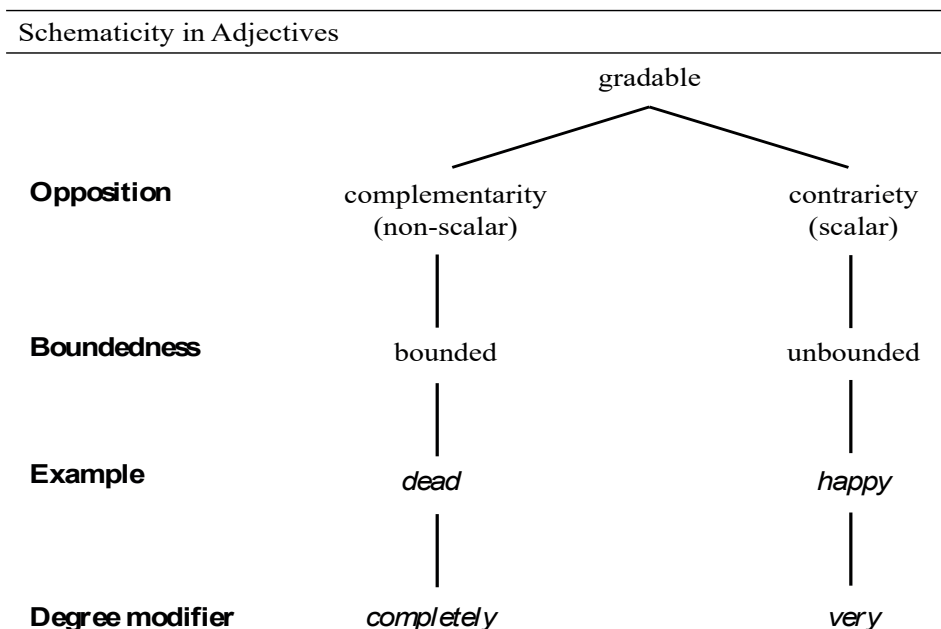 Schematicity in Adjectives
gradable
Opposition complementarity contrariety
(non-scalar) (scalar)
Boundedness bounded unbounded
Example dead happy
Degree modifier completely very